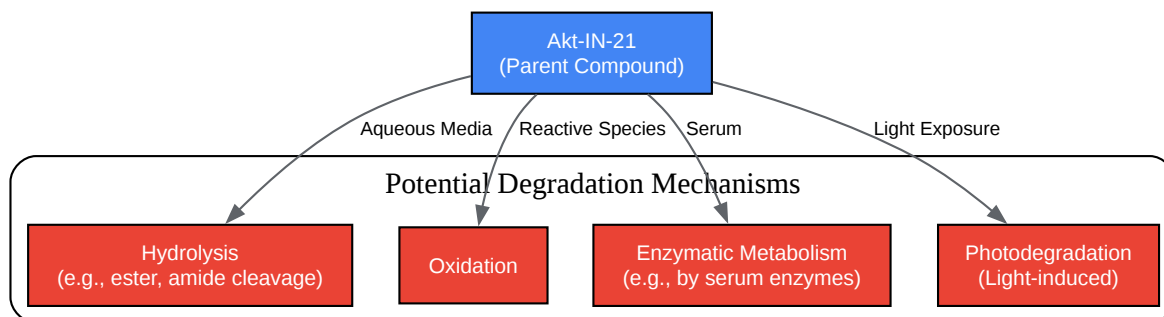 Akt-IN-21
(Parent Compound)
Aqueous Media
Reactive Species
Serum
Light Exposure
Potential Degradation Mechanisms
Hydrolysis
(e.g., ester, amide cleavage)
Oxidation
Enzymatic Metabolism
(e.g., by serum enzymes)
Photodegradation
(Light-induced)